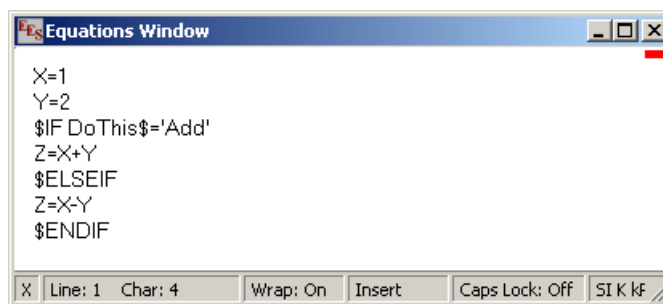 EES Equations Window
X=1
Y=2
$IF DoThis$='Add'
Z=X+Y
$ELSEIF
Z=X-Y
$ENDIF
X Line: 1 Char: 4 Wrap: On Insert Caps Lock: Off SI K